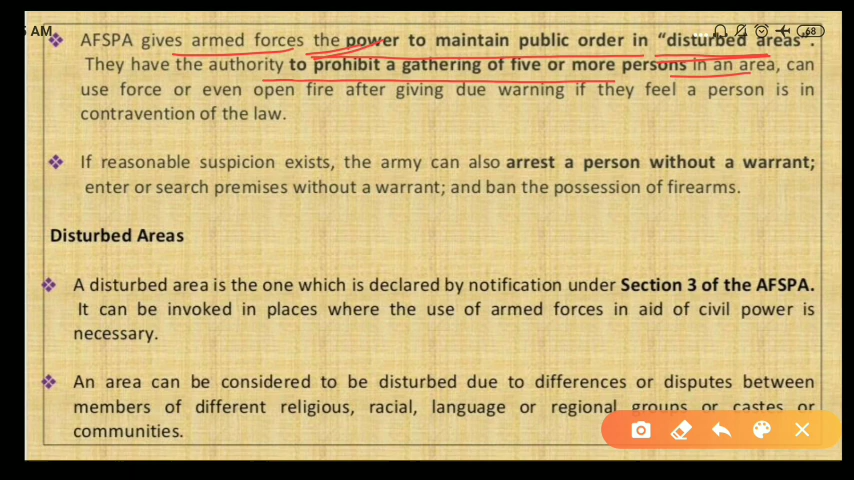 5 AM
68
AFSPA gives armed forces the power to maintain public order in “disturbed areas”.
They have the authority to prohibit a gathering of five or more persons in an area, can
use force or even open fire after giving due warning if they feel a person is in
contravention of the law.
If reasonable suspicion exists, the army can also arrest a person without a warrant;
enter or search premises without a warrant; and ban the possession of firearms.
Disturbed Areas
A disturbed area is the one which is declared by notification under Section 3 of the AFSPA.
It can be invoked in places where the use of armed forces in aid of civil power is
necessary.
An area can be considered to be disturbed due to differences or disputes between
members of different religious, racial, language or regional groups or castes or
communities.